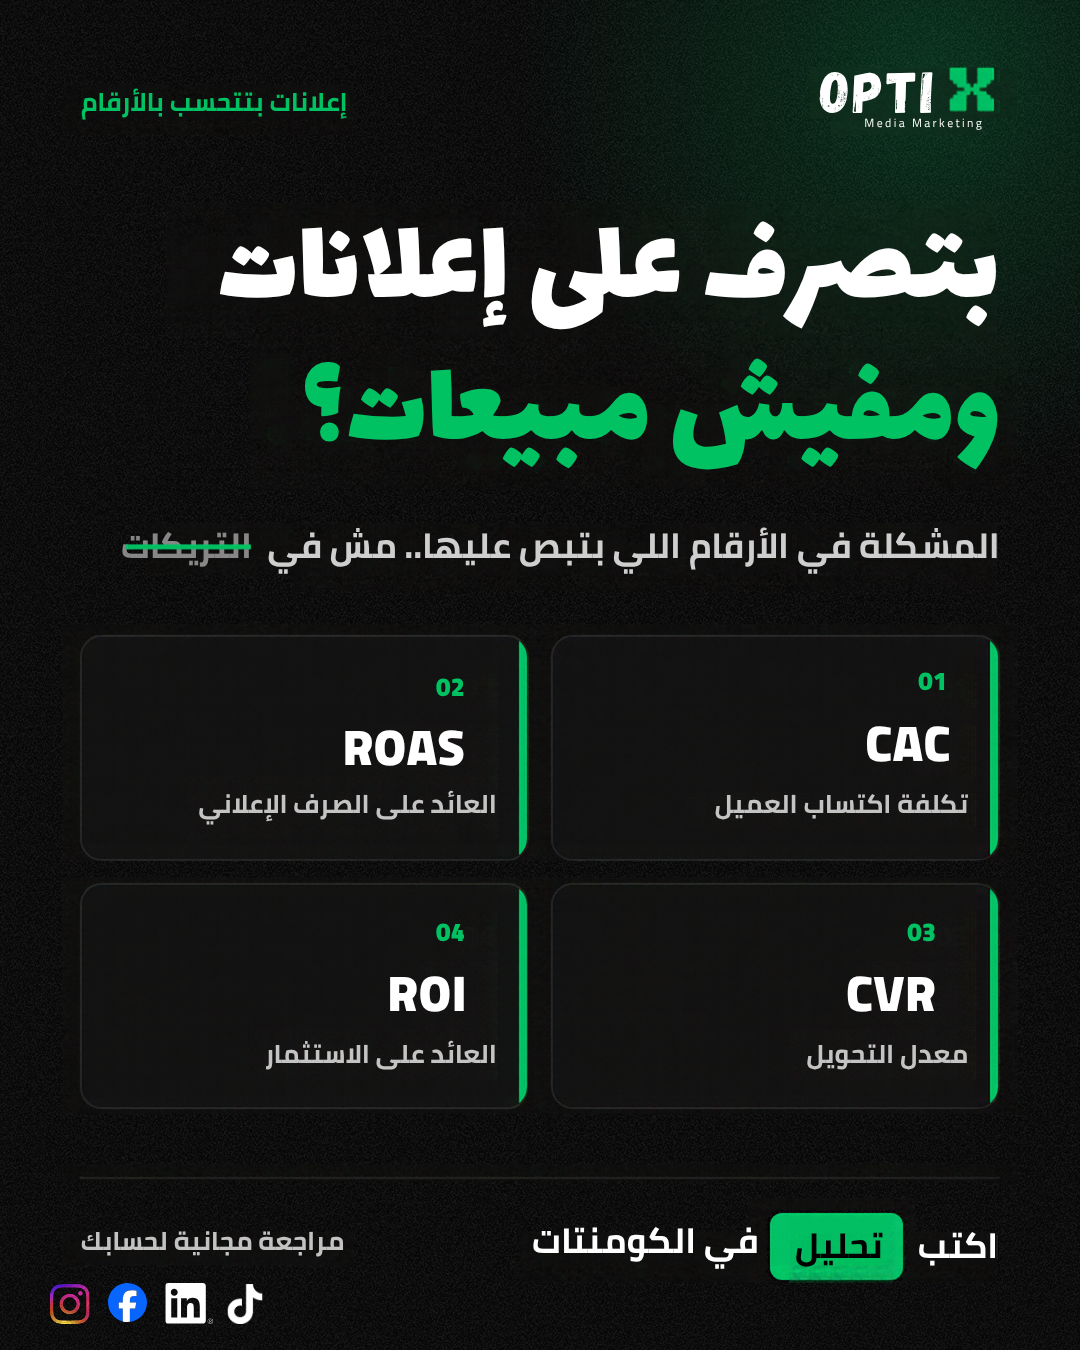 OPTI X
Media Marketing
إعلانات بتتحسب بالأرقام
بتصرف على إعلانات
ومفيش مبيعات؟
المشكلة في الأرقام اللي بتبص عليها.. مش في التريكات
01
CAC
تكلفة اكتساب العميل
02
ROAS
العائد على الصرف الإعلاني
03
CVR
معدل التحويل
04
ROI
العائد على الاستثمار
اكتب تحليل في الكومنتات
مراجعة مجانية لحسابك
in